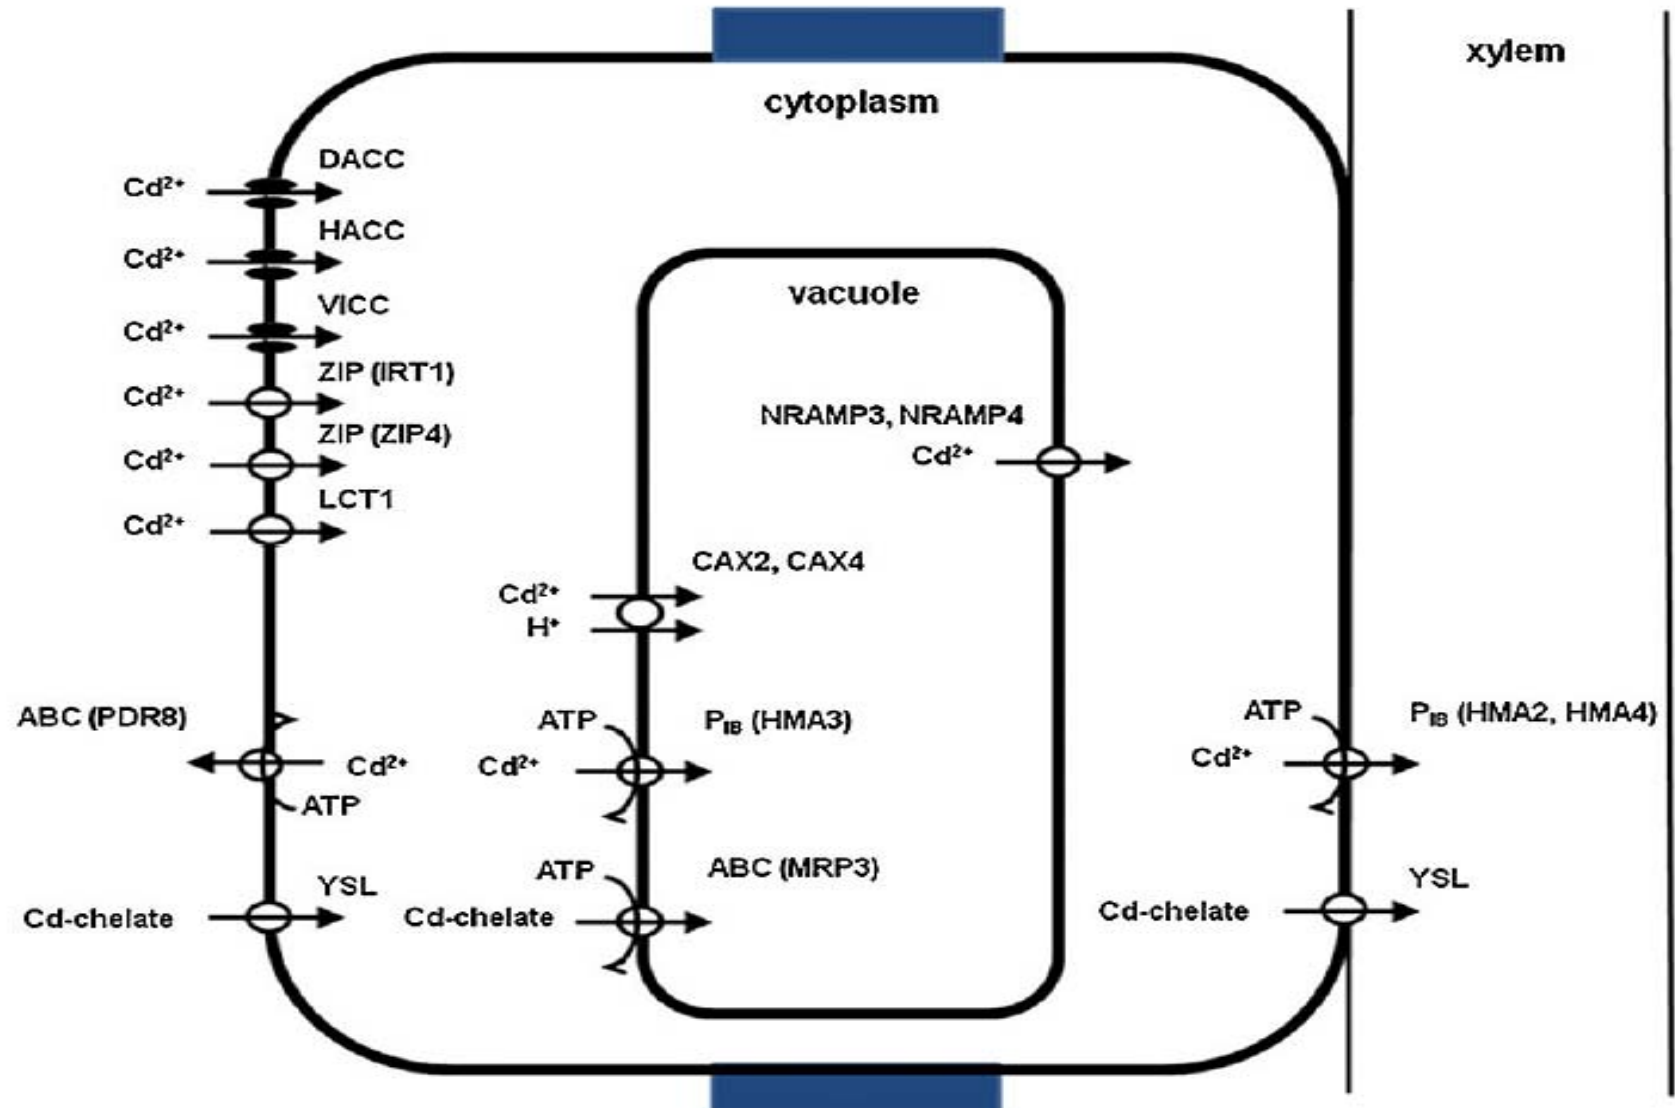 xylem
cytoplasm
DACC
Cd²⁺
HACC
Cd²⁺
VICC
Cd²⁺
ZIP (IRT1)
Cd²⁺
ZIP (ZIP4)
Cd²⁺
LCT1
Cd²⁺
vacuole
NRAMP3, NRAMP4
Cd²⁺
CAX2, CAX4
Cd²⁺
H⁺
ABC (PDR8)
Cd²⁺
ATP
ATP
P_IB (HMA3)
Cd²⁺
ATP
P_IB (HMA2, HMA4)
Cd²⁺
YSL
Cd-chelate
ATP
ABC (MRP3)
Cd-chelate
YSL
Cd-chelate